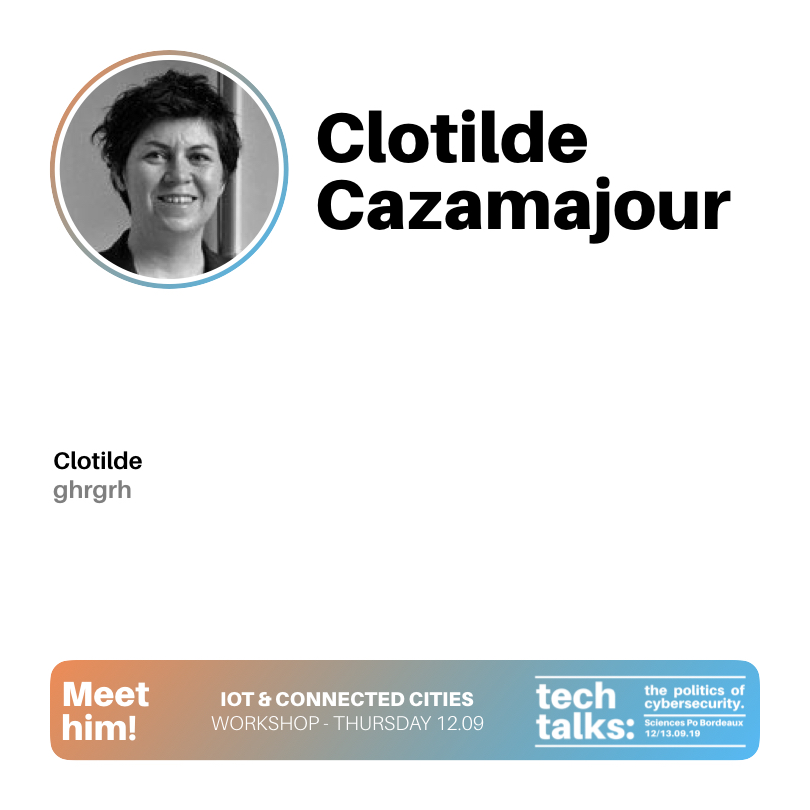 Clotilde
Cazamajour
Clotilde
ghrgrh
Meet
him!
IOT & CONNECTED CITIES
WORKSHOP - THURSDAY 12.09
tech
talks:
the politics of
cybersecurity.
Sciences Po Bordeaux
12/13.09.19